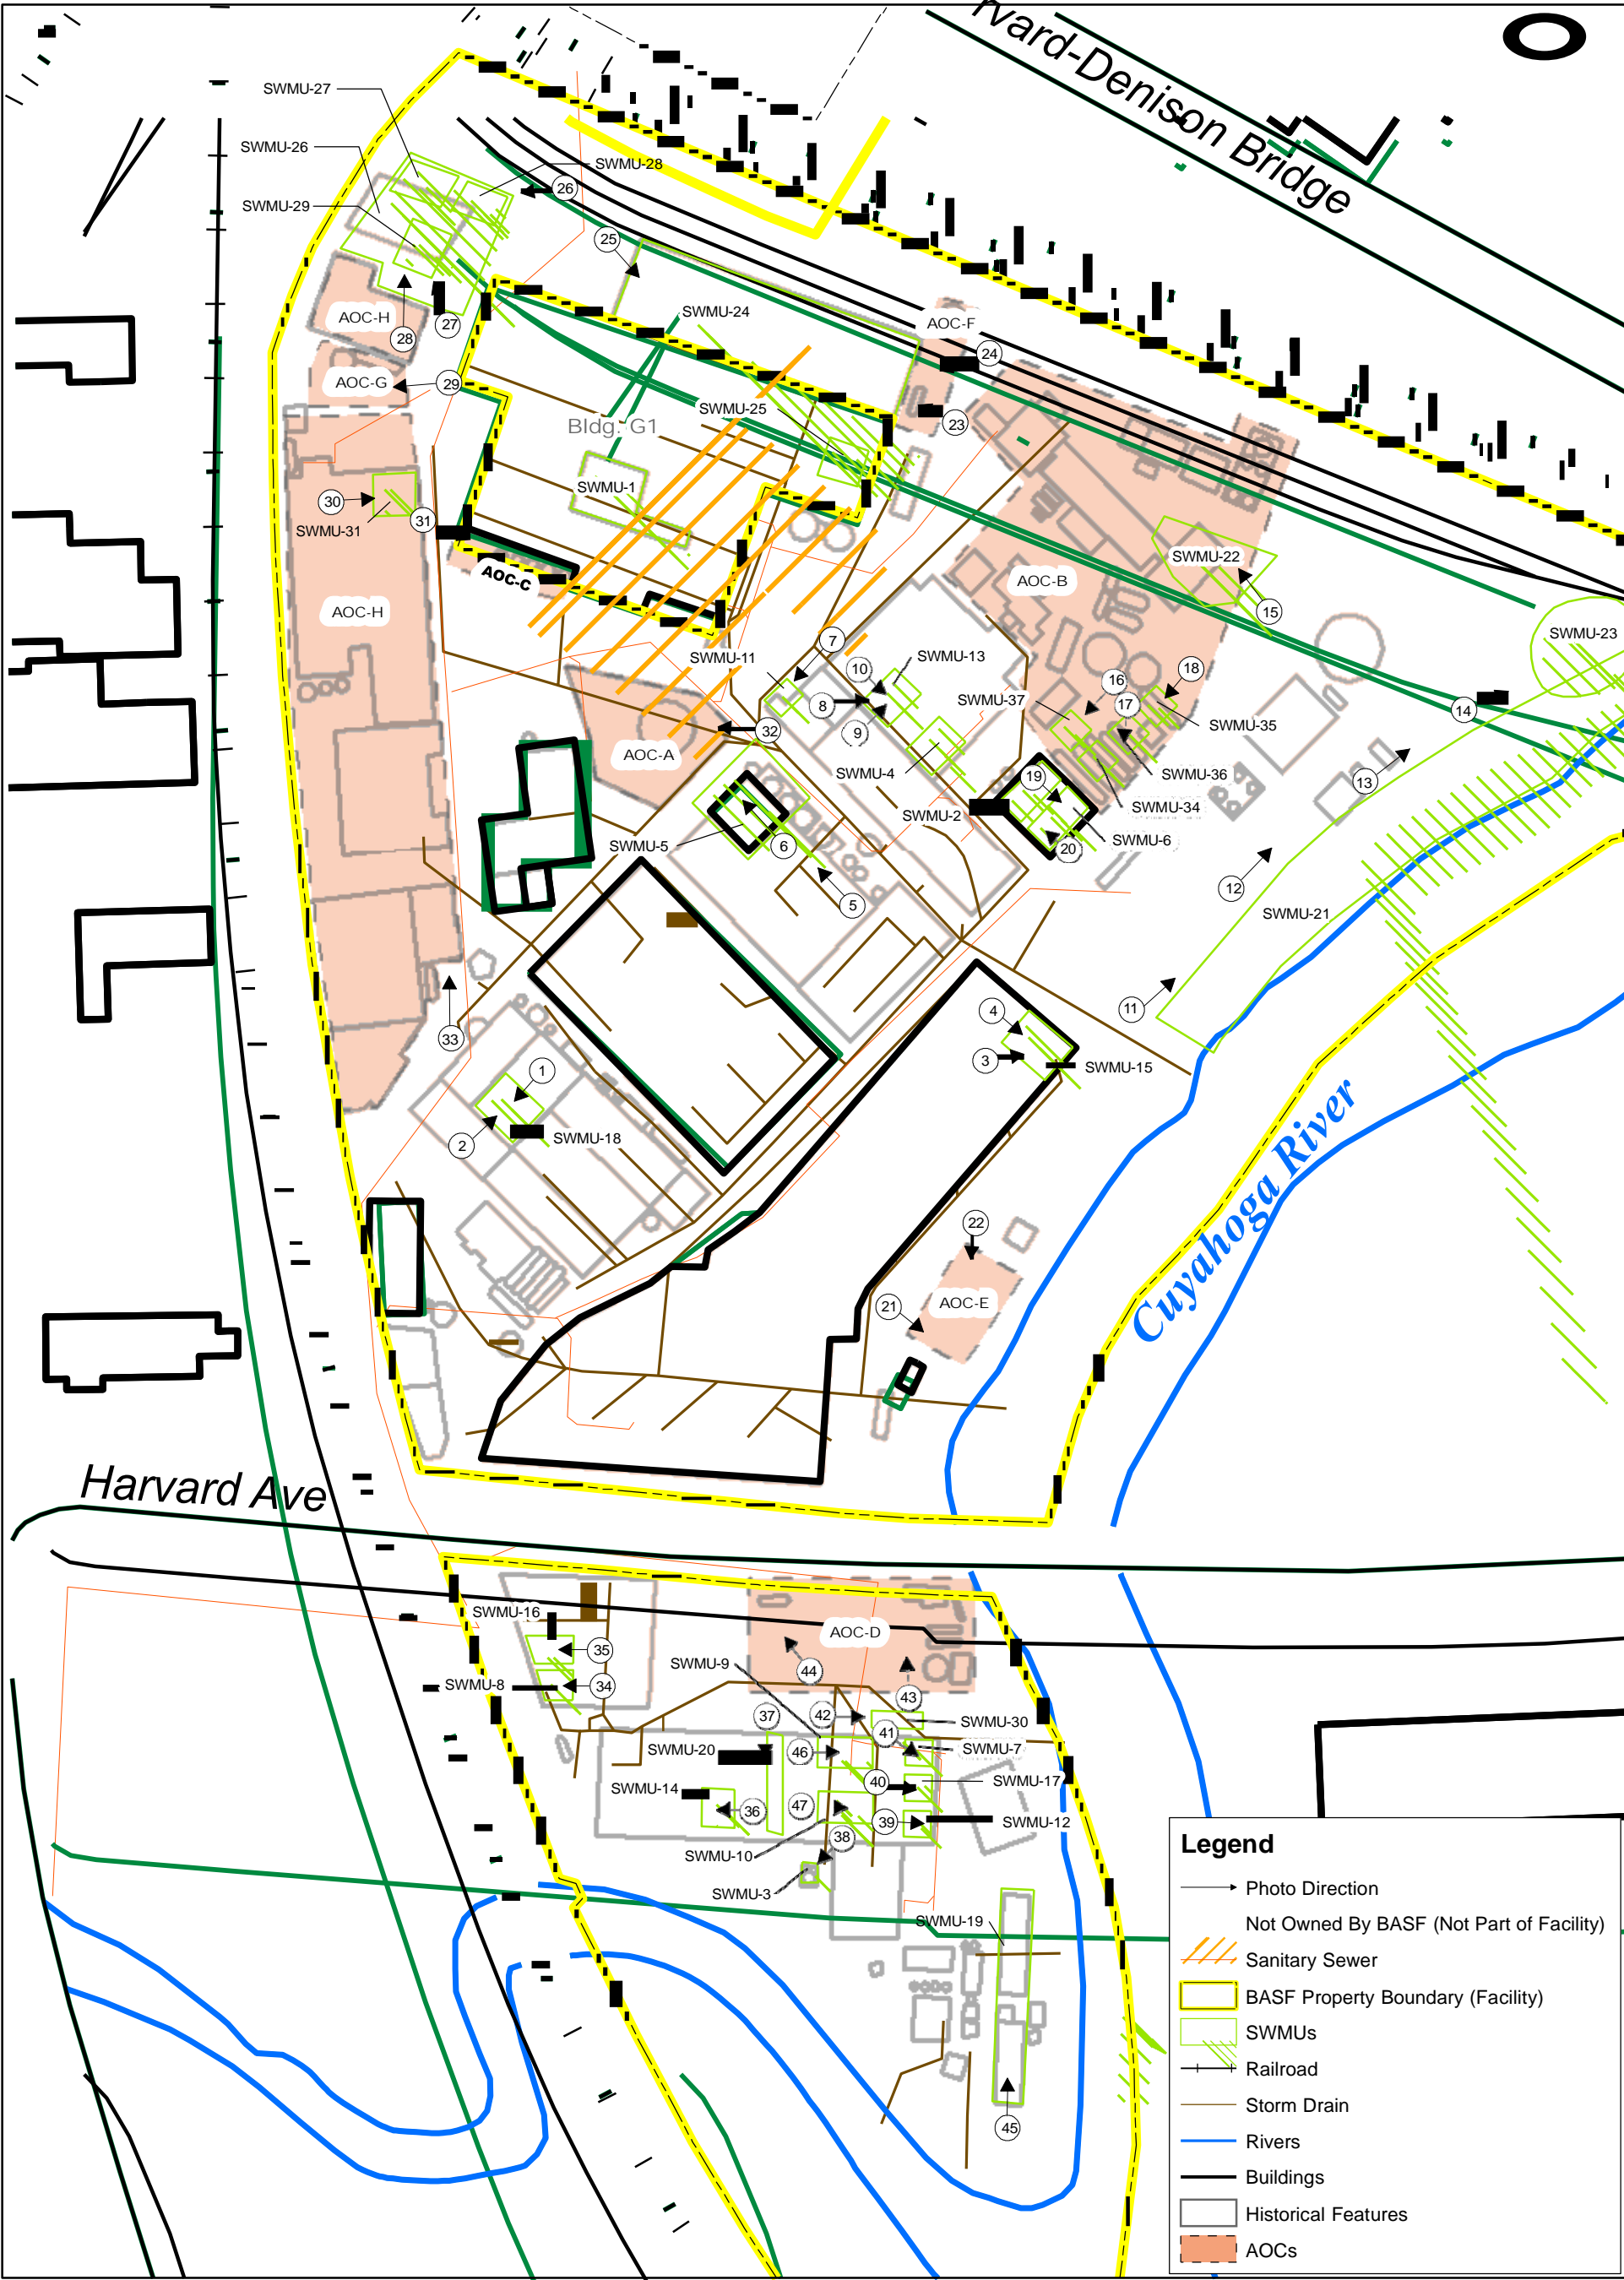 rvard-Denison Bridge
SWMU-27
SWMU-26
SWMU-28
26
SWMU-29
25
SWMU-24
AOC-F
AOC-H
27
28
24
AOC-G
29
SWMU-25
23
Bldg. G1
SWMU-1
30
31
SWMU-31
SWMU-22
AOC-C
AOC-B
15
AOC-H
SWMU-23
7
SWMU-11
10
SWMU-13
18
16
SWMU-37
17
8
14
32
9
SWMU-35
AOC-A
SWMU-4
19
SWMU-36
13
SWMU-34
SWMU-2
SWMU-5
6
20
SWMU-6
12
5
SWMU-21
4
11
33
3
SWMU-15
1
2
SWMU-18
Cuyahoga River
22
21
AOC-E
Harvard Ave
SWMU-16
AOC-D
35
SWMU-9
44
SWMU-8
34
43
37
42
SWMU-30
41
SWMU-20
46
SWMU-7
40
SWMU-17
SWMU-14
36
47
39
SWMU-12
38
SWMU-10
SWMU-3
SWMU-19
45
Legend
Photo Direction
Not Owned By BASF (Not Part of Facility)
Sanitary Sewer
BASF Property Boundary (Facility)
SWMUs
Railroad
Storm Drain
Rivers
Buildings
Historical Features
AOCs